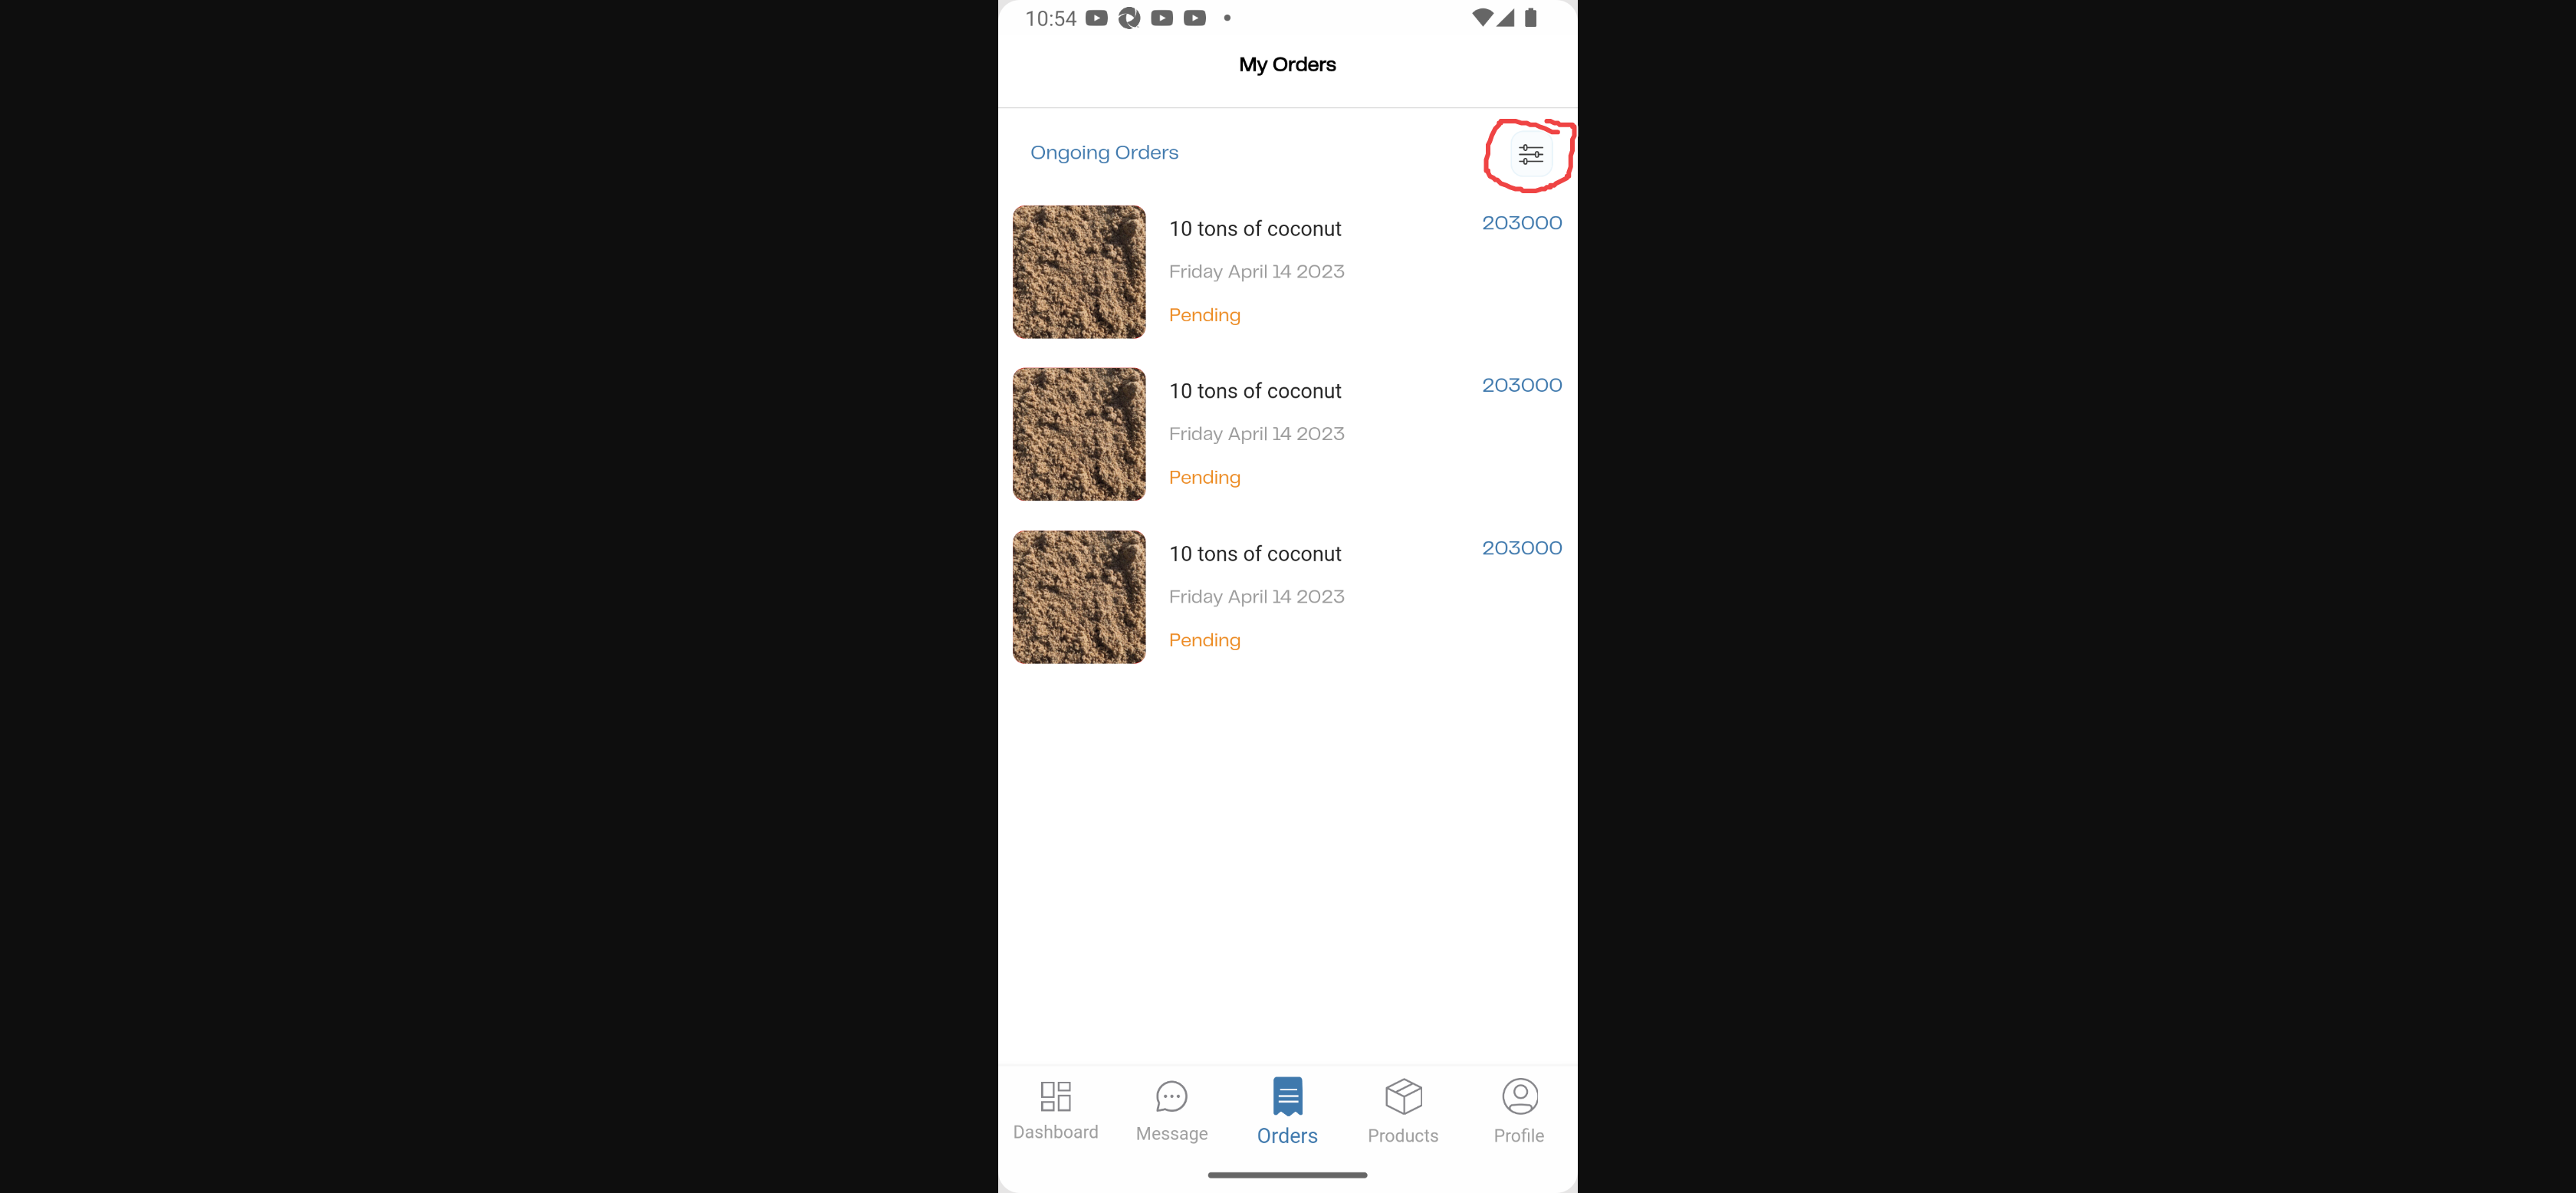 10:54
My Orders
Ongoing Orders
10 tons of coconut
203000
Friday April 14 2023
Pending
10 tons of coconut
203000
Friday April 14 2023
Pending
10 tons of coconut
203000
Friday April 14 2023
Pending
Dashboard
Message
Orders
Products
Profile